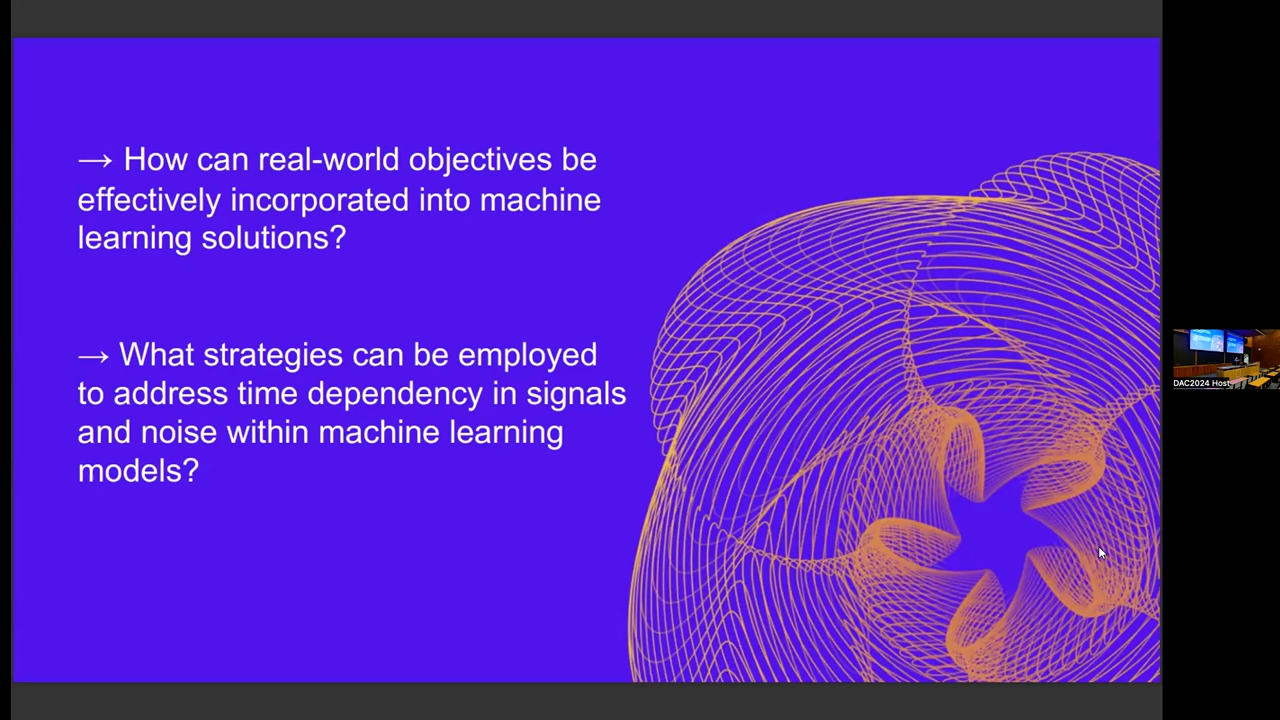 → How can real-world objectives be
effectively incorporated into machine
learning solutions?
→ What strategies can be employed
to address time dependency in signals
and noise within machine learning
models?
DAC2024 Host